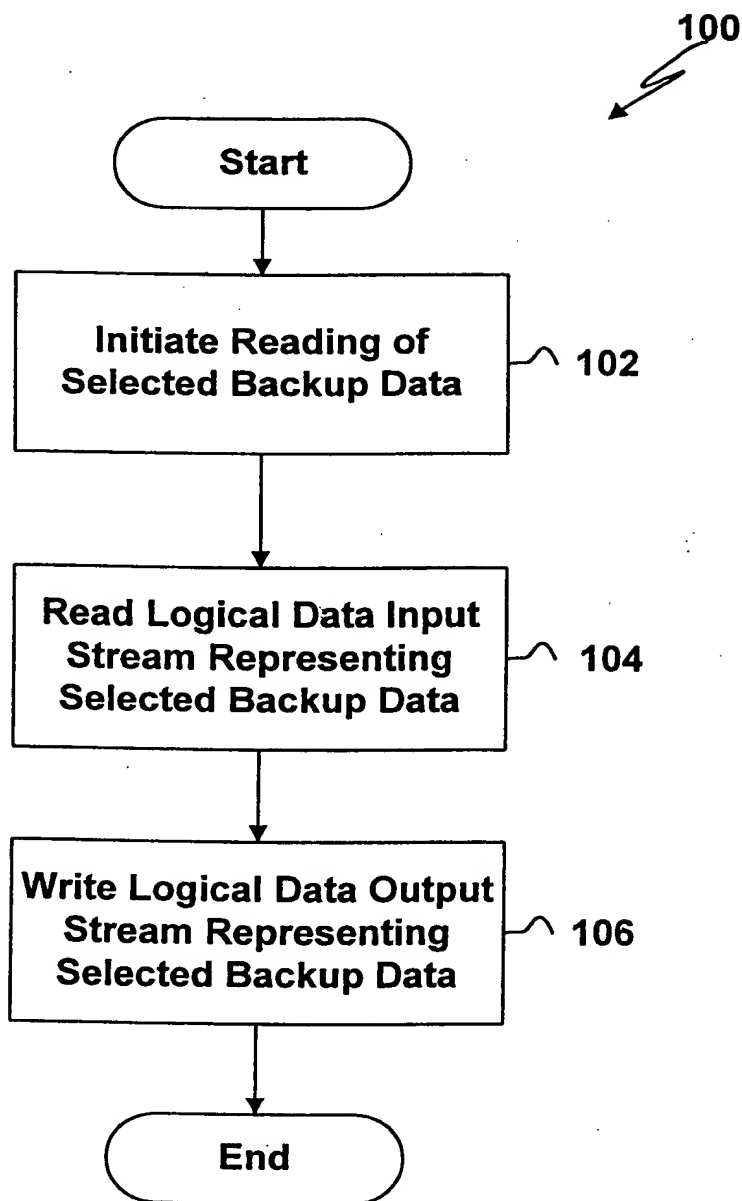 100
Start
Initiate Reading of
Selected Backup Data
102
Read Logical Data Input
Stream Representing
Selected Backup Data
104
Write Logical Data Output
Stream Representing
Selected Backup Data
106
End